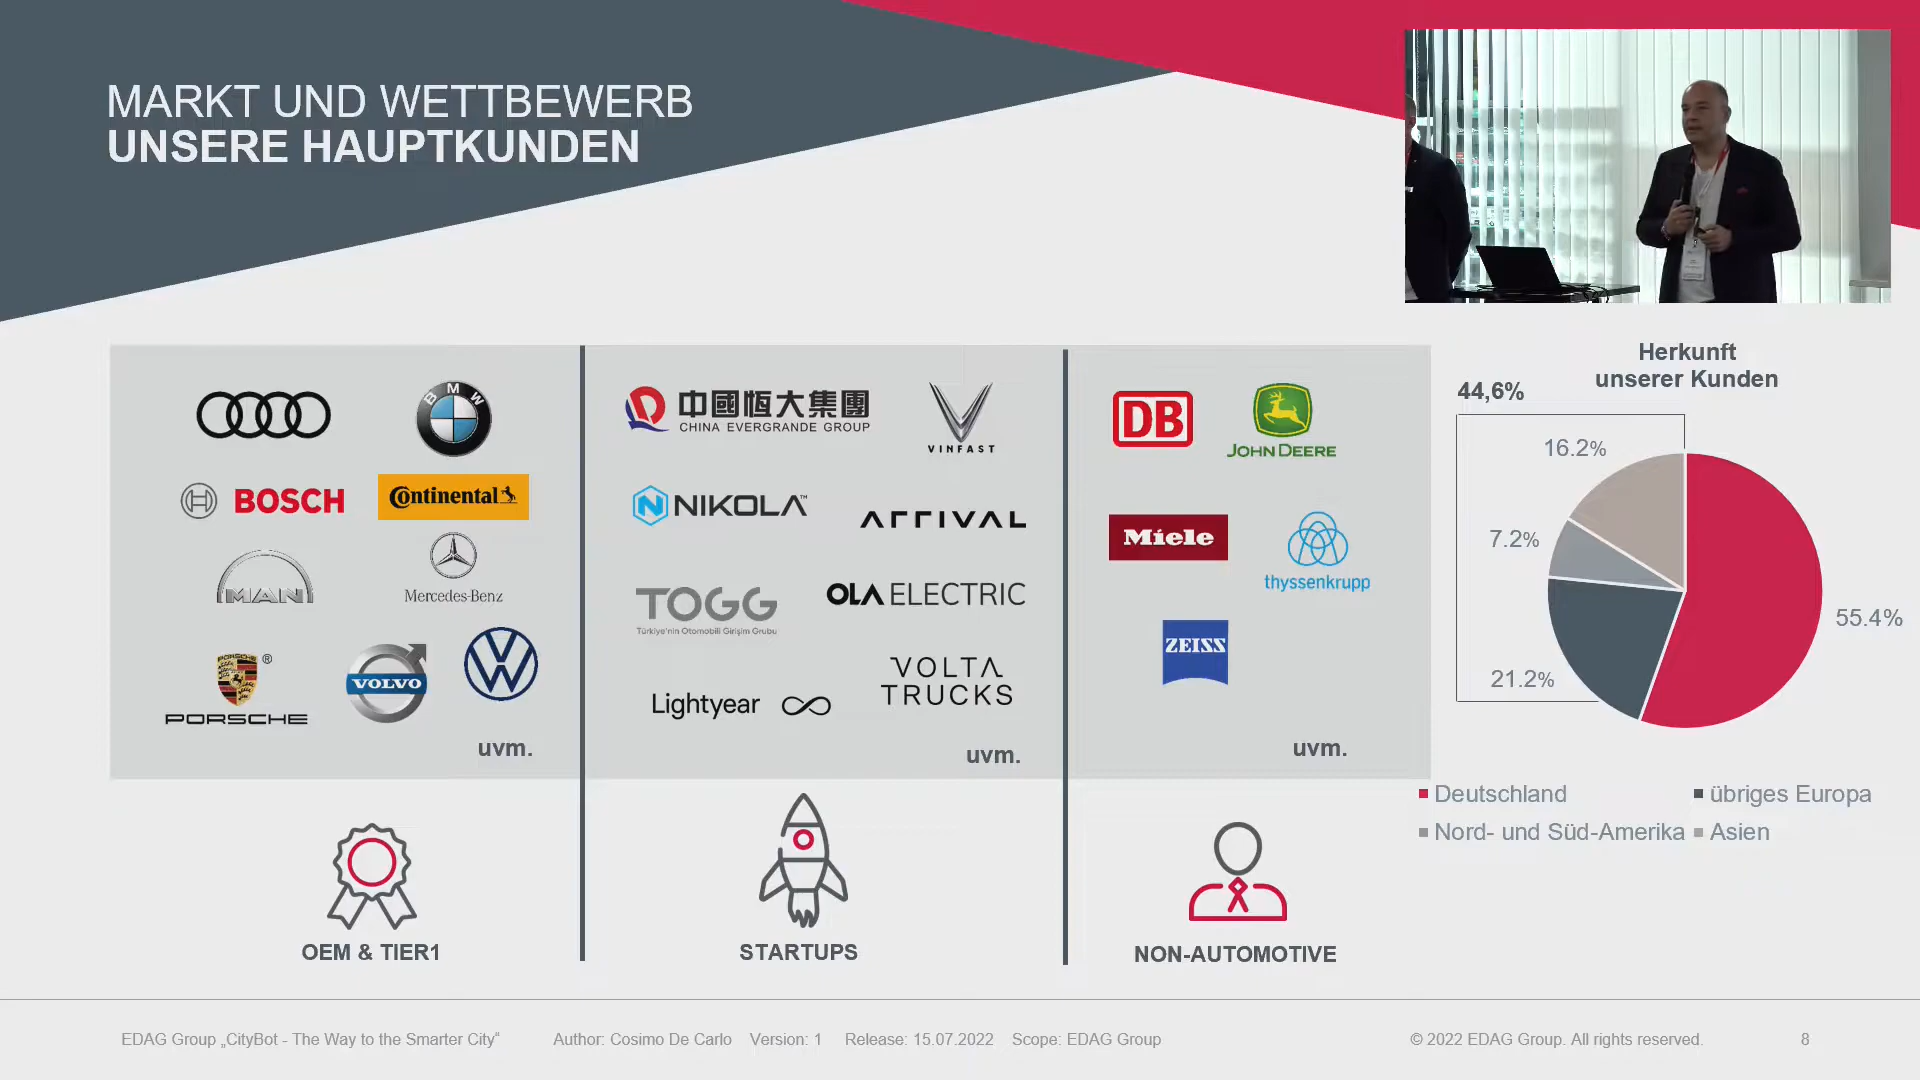 MARKT UND WETTBEWERB
UNSERE HAUPTKUNDEN
BMW
BOSCH
Continental
MAN
Mercedes-Benz
PORSCHE
®
PORSCHE
VOLVO
uvm.
OEM & TIER1
中國恆大集團
CHINA EVERGRANDE GROUP
VINFAST
NIKOLA™
ARRIVAL
TOGG
Türkiye'nin Otomobili Girişim Grubu
OLA ELECTRIC
Lightyear
VOLTA
TRUCKS
uvm.
STARTUPS
DB
JOHN DEERE
Miele
thyssenkrupp
ZEISS
uvm.
NON-AUTOMOTIVE
Herkunft
unserer Kunden
44,6%
16.2%
7.2%
55.4%
21.2%
Deutschland
übriges Europa
Nord- und Süd-Amerika
Asien
EDAG Group „CityBot - The Way to the Smarter City“ Author: Cosimo De Carlo Version: 1 Release: 15.07.2022 Scope: EDAG Group © 2022 EDAG Group. All rights reserved. 8